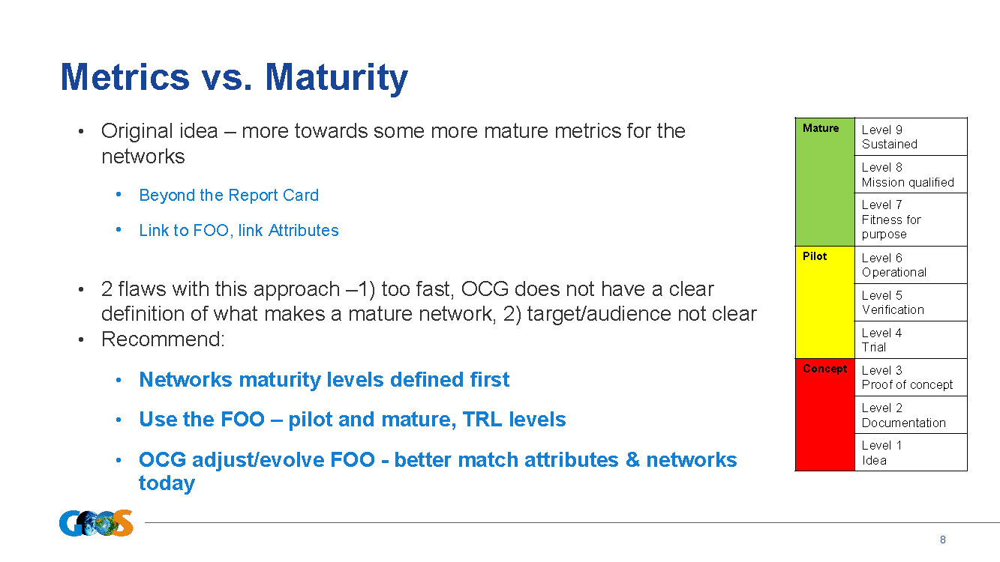 Metrics vs. Maturity
• Original idea – more towards some more mature metrics for the
networks
• Beyond the Report Card
• Link to FOO, link Attributes
• 2 flaws with this approach –1) too fast, OCG does not have a clear
definition of what makes a mature network, 2) target/audience not clear
• Recommend:
• Networks maturity levels defined first
• Use the FOO – pilot and mature, TRL levels
• OCG adjust/evolve FOO - better match attributes & networks
today
Mature
Level 9
Sustained
Level 8
Mission qualified
Level 7
Fitness for
purpose
Pilot
Level 6
Operational
Level 5
Verification
Level 4
Trial
Concept
Level 3
Proof of concept
Level 2
Documentation
Level 1
Idea
GOOS
8